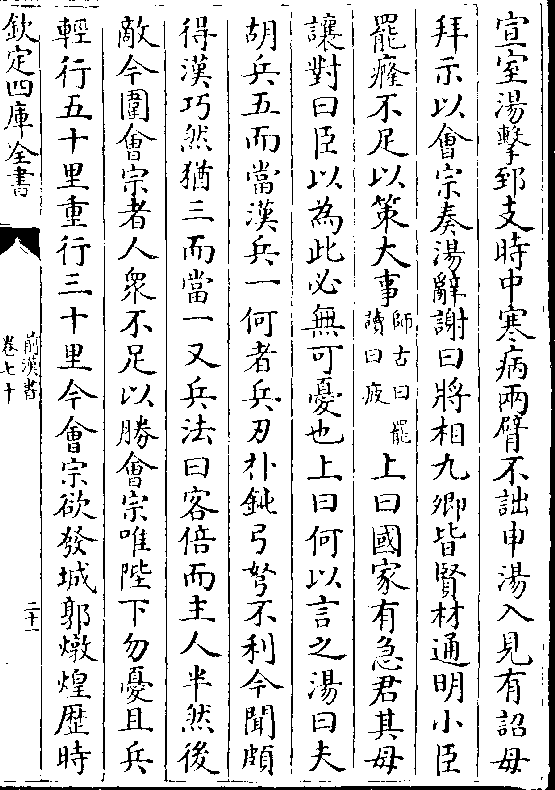 宣室湯擊郅支時中寒病兩臂不詘申湯入見有詔毋
拜示以會宗奏湯辭謝曰將相九卿皆賢材通明小臣
罷癃不足以策大事師古曰罷讀曰疲上曰國家有急君其毋
讓對曰臣以為此必無可憂也上曰何以言之湯曰夫
胡兵五而當漢兵一何者兵刃朴鈍弓弩不利今聞頗
得漢巧然猶三而當一又兵法曰客倍而主人半然後
敵今圍會宗者人衆不足以勝會宗唯陛下勿憂且兵
輕行五十里重行三十里今會宗欲發城郭燉煌歴時
欽定四庫全書
前漢書
卷七十
二十一